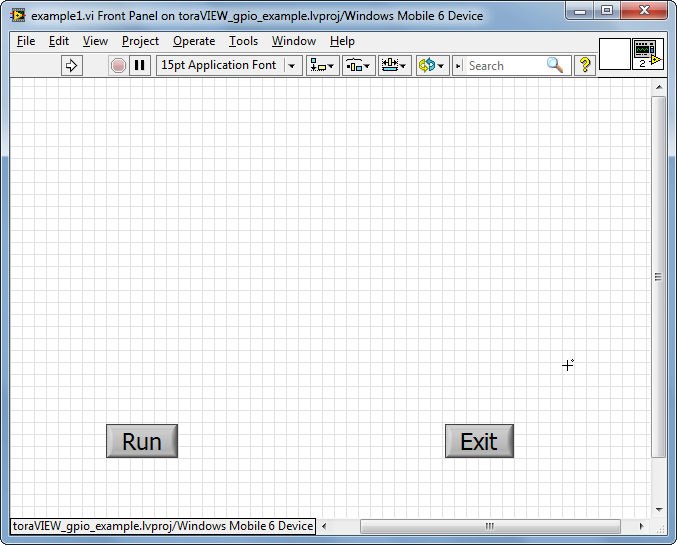 example1.vi Front Panel on toraVIEW_gpio_example.lvproj/Windows Mobile 6 Device
File Edit View Project Operate Tools Window Help
15pt Application Font Search ? 2
Run Exit
toraVIEW_gpio_example.lvproj/Windows Mobile 6 Device